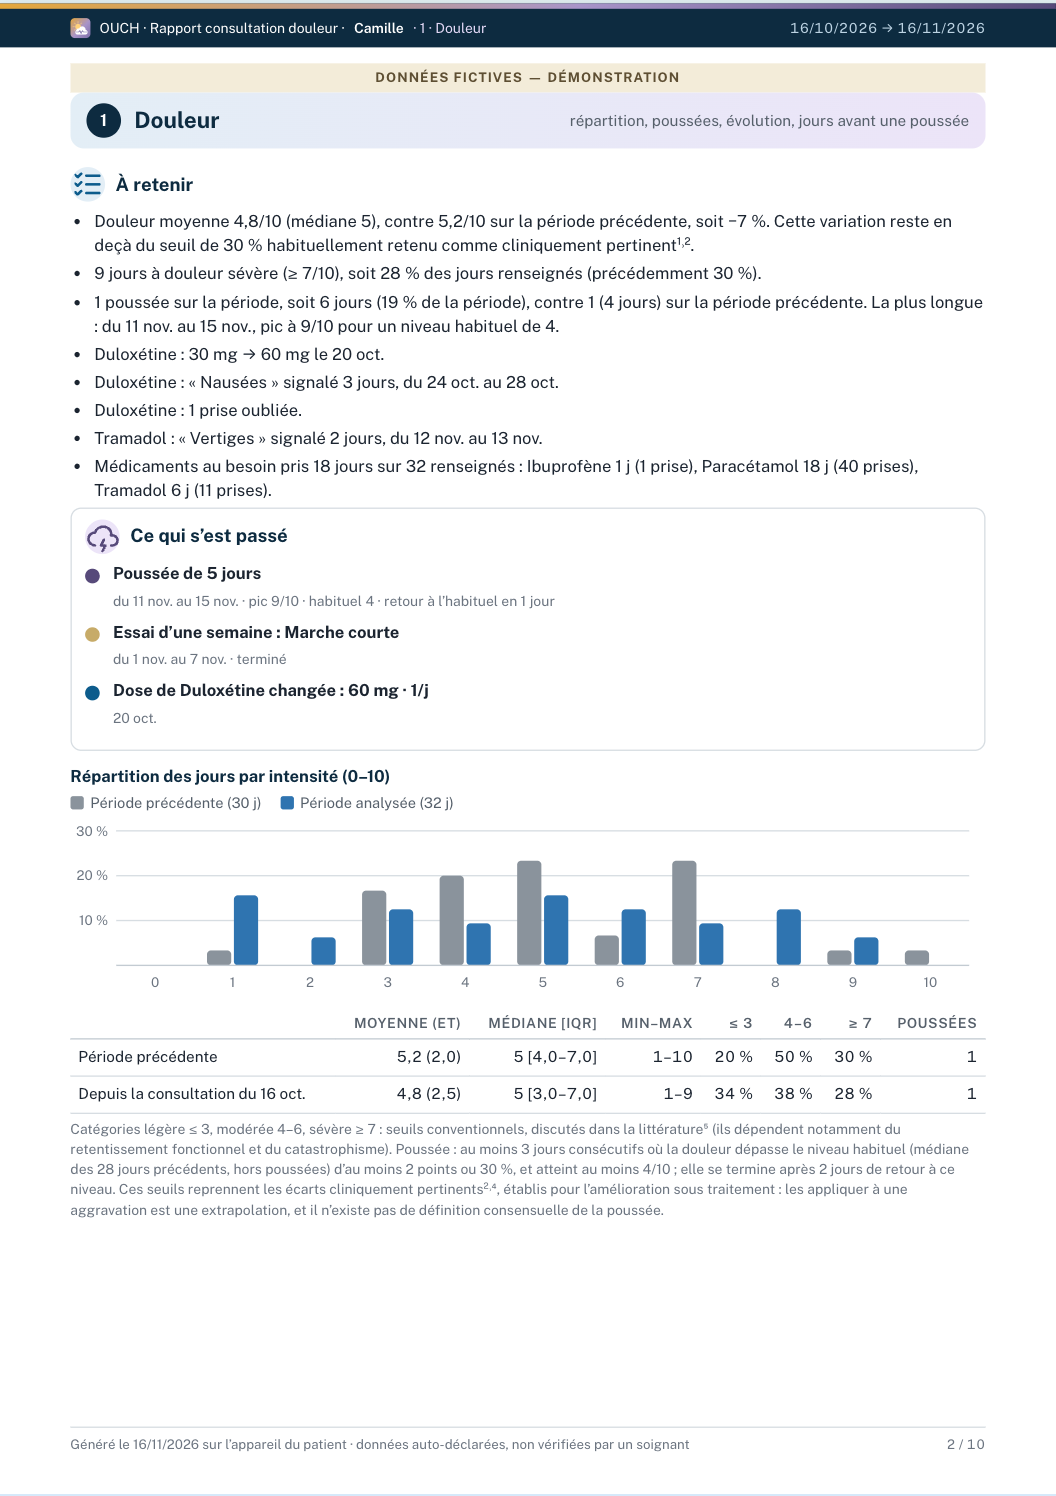 OUCH · Rapport consultation douleur · Camille · 1 · Douleur
16/10/2026 → 16/11/2026
DONNÉES FICTIVES — DÉMONSTRATION
1 Douleur
répartition, poussées, évolution, jours avant une poussée
À retenir
• Douleur moyenne 4,8/10 (médiane 5), contre 5,2/10 sur la période précédente, soit −7 %. Cette variation reste en
deçà du seuil de 30 % habituellement retenu comme cliniquement pertinent¹,².
• 9 jours à douleur sévère (≥ 7/10), soit 28 % des jours renseignés (précédemment 30 %).
• 1 poussée sur la période, soit 6 jours (19 % de la période), contre 1 (4 jours) sur la période précédente. La plus longue
: du 11 nov. au 15 nov., pic à 9/10 pour un niveau habituel de 4.
• Duloxétine : 30 mg → 60 mg le 20 oct.
• Duloxétine : « Nausées » signalé 3 jours, du 24 oct. au 28 oct.
• Duloxétine : 1 prise oubliée.
• Tramadol : « Vertiges » signalé 2 jours, du 12 nov. au 13 nov.
• Médicaments au besoin pris 18 jours sur 32 renseignés : Ibuprofène 1 j (1 prise), Paracétamol 18 j (40 prises),
Tramadol 6 j (11 prises).
Ce qui s’est passé
Poussée de 5 jours
du 11 nov. au 15 nov. · pic 9/10 · habituel 4 · retour à l’habituel en 1 jour
Essai d’une semaine : Marche courte
du 1 nov. au 7 nov. · terminé
Dose de Duloxétine changée : 60 mg · 1/j
20 oct.
Répartition des jours par intensité (0–10)
Période précédente (30 j) Période analysée (32 j)
30 %
20 %
10 %
0 1 2 3 4 5 6 7 8 9 10
MOYENNE (ET) MÉDIANE [IQR] MIN–MAX ≤ 3 4–6 ≥ 7 POUSSÉES
Période précédente 5,2 (2,0) 5 [4,0–7,0] 1–10 20 % 50 % 30 % 1
Depuis la consultation du 16 oct. 4,8 (2,5) 5 [3,0–7,0] 1–9 34 % 38 % 28 % 1
Catégories légère ≤ 3, modérée 4–6, sévère ≥ 7 : seuils conventionnels, discutés dans la littérature⁵ (ils dépendent notamment du
retentissement fonctionnel et du catastrophisme). Poussée : au moins 3 jours consécutifs où la douleur dépasse le niveau habituel (médiane
des 28 jours précédents, hors poussées) d’au moins 2 points ou 30 %, et atteint au moins 4/10 ; elle se termine après 2 jours de retour à ce
niveau. Ces seuils reprennent les écarts cliniquement pertinents²,⁴, établis pour l’amélioration sous traitement : les appliquer à une
aggravation est une extrapolation, et il n’existe pas de définition consensuelle de la poussée.
Généré le 16/11/2026 sur l’appareil du patient · données auto-déclarées, non vérifiées par un soignant
2 / 10